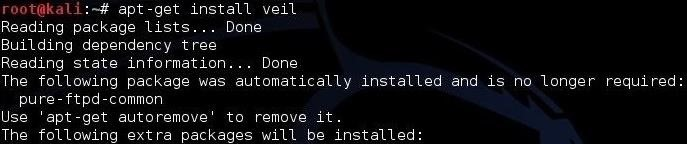 root@kali:~# apt-get install veil
Reading package lists... Done
Building dependency tree
Reading state information... Done
The following package was automatically installed and is no longer required:
  pure-ftpd-common
Use 'apt-get autoremove' to remove it.
The following extra packages will be installed: